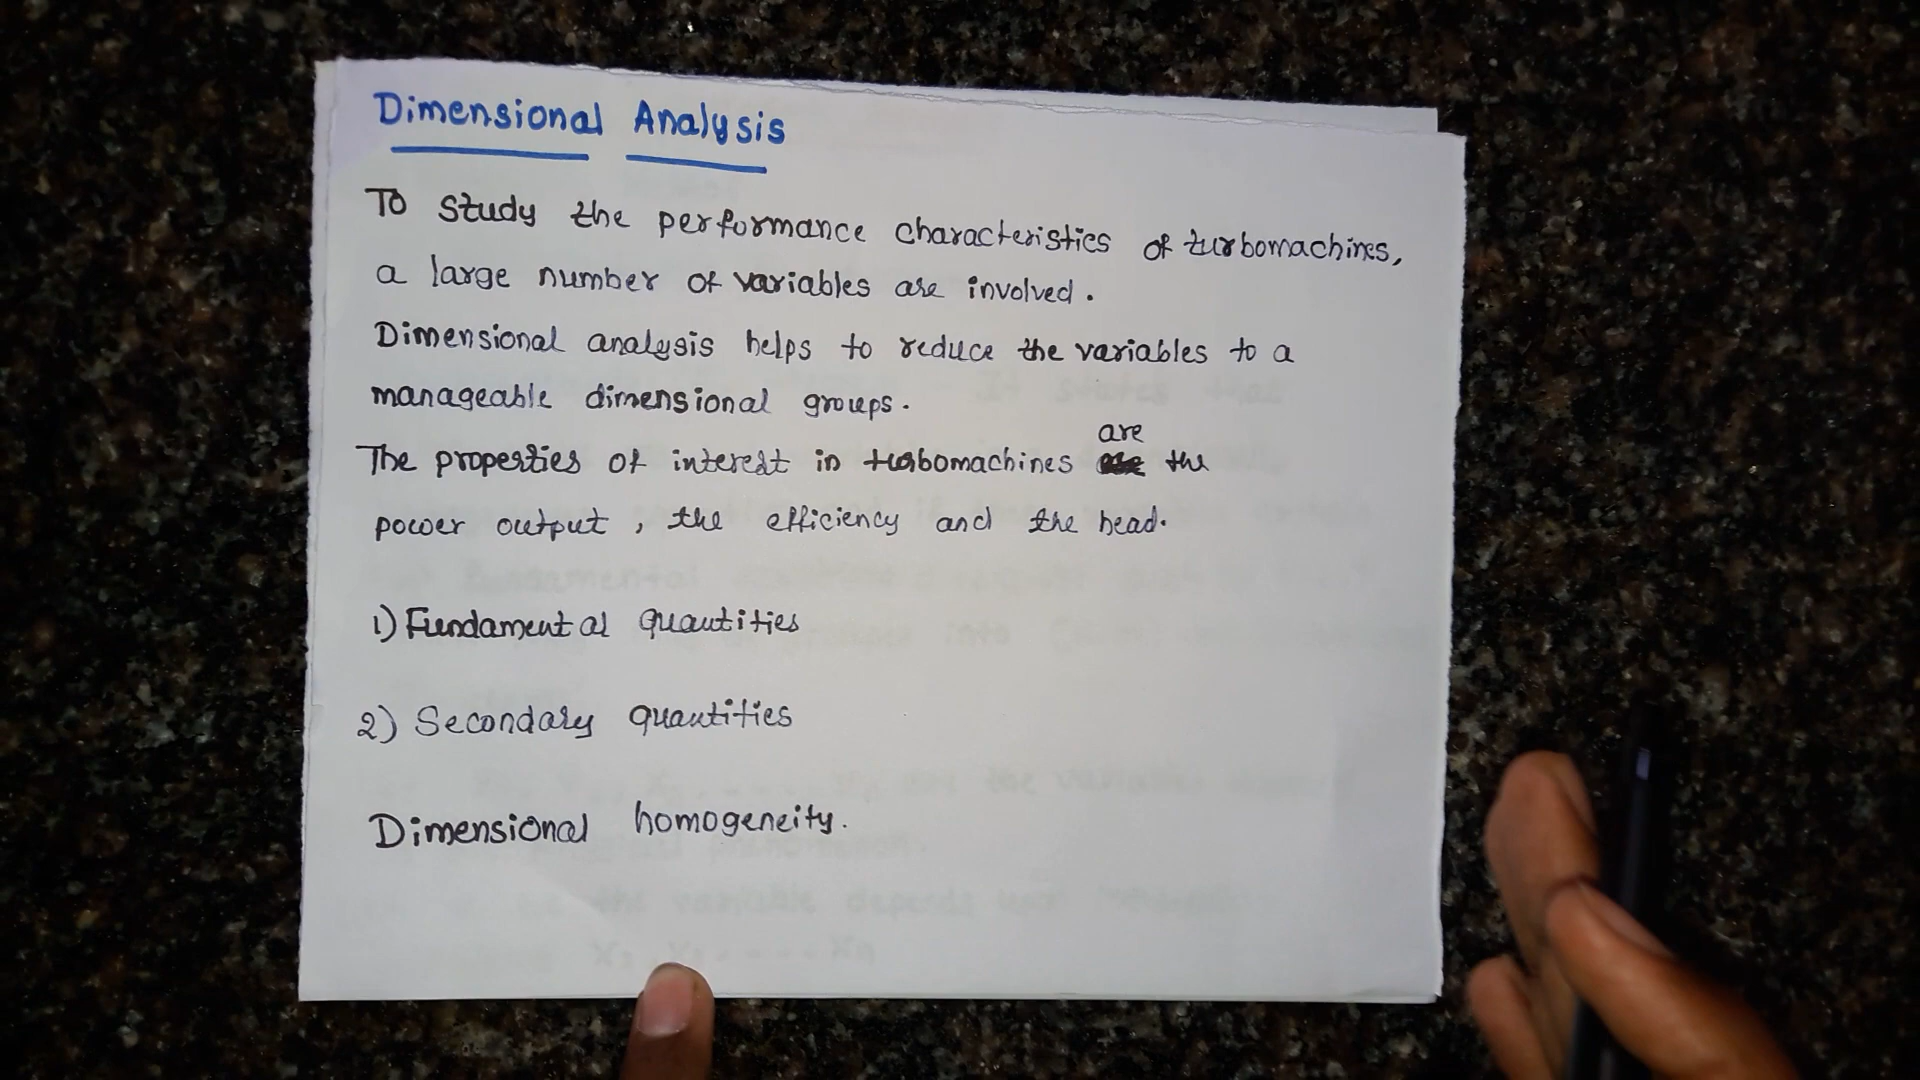 Dimensional Analysis
To study the performance characteristics of turbomachines,
a large number of variables are involved.
Dimensional analysis helps to reduce the variables to a
manageable dimensional groups.
are
The properties of interest in turbomachines the
power output, the efficiency and the head.
1) Fundamental quantities
2) Secondary quantities
Dimensional homogeneity.